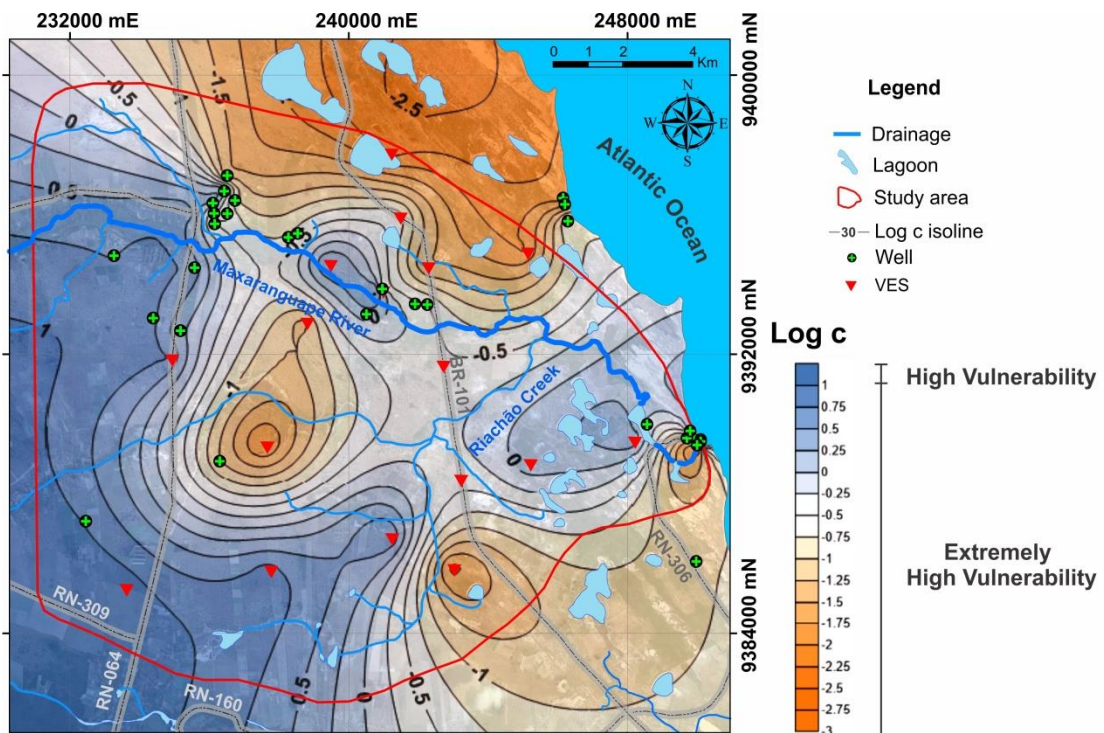 232000 mE
240000 mE
248000 mE
9400000 mN
9392000 mN
9384000 mN
0 1 2 4
Km
N
W E
S
Atlantic Ocean
-0.5
-1.5
-1
-2.5
0
0.5
1
Maxaranguape River
-1
-0.5
BR-101
Riachão Creek
0
RN-306
RN-309
RN-064
RN-160
0.5
0
-0.5
-1
Legend
Drainage
Lagoon
Study area
-30- Log c isoline
Well
VES
Log c
1
0.75
0.5
0.25
0
-0.25
-0.5
-0.75
-1
-1.25
-1.5
-1.75
-2
-2.25
-2.5
-2.75
-3
High Vulnerability
Extremely
High Vulnerability